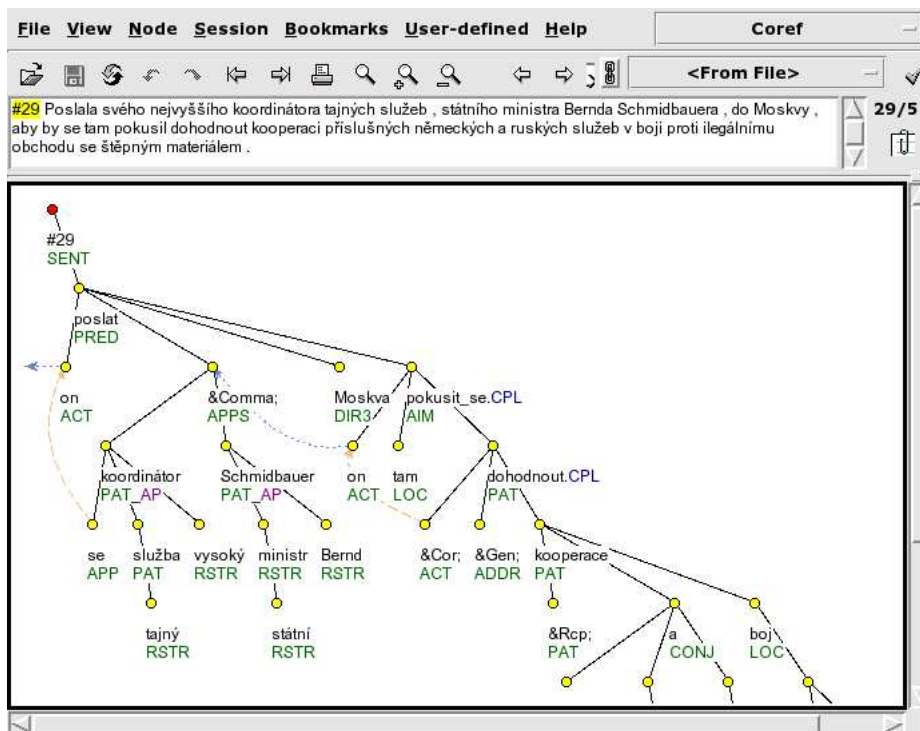 File View Node Session Bookmarks User-defined Help Coref
<From File>
#29 Poslala svého nejvyššího koordinátora tajných služeb , státního ministra Bernda Schmidbauera , do Moskvy ,
aby by se tam pokusil dohodnout kooperaci příslušných německých a ruských služeb v boji proti ilegálnímu
obchodu se štěpným materiálem .
29/5
#29
SENT
poslat
PRED
on &Comma; Moskva pokusit_se.CPL
ACT APPS DIR3 AIM
koordinátor Schmidbauer on tam dohodnout.CPL
PAT_AP PAT_AP ACT LOC PAT
se služba vysoký ministr Bernd &Cor; &Gen; kooperace
APP PAT RSTR RSTR RSTR ACT ADDR PAT
tajný státní &Rcp; a boj
RSTR RSTR PAT CONJ LOC